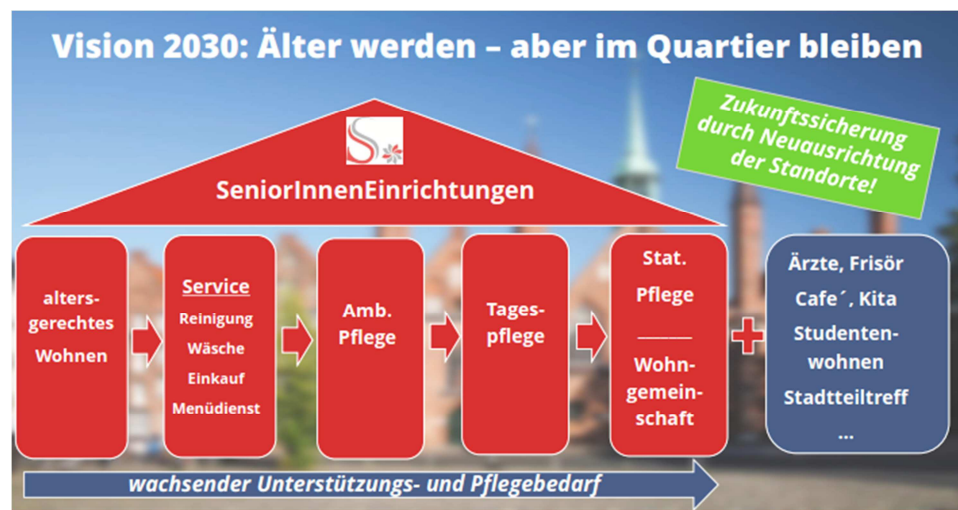 Vision 2030: Älter werden – aber im Quartier bleiben
Zukunftssicherung
durch Neuausrichtung
der Standorte!
S
SeniorInnenEinrichtungen
alters-
gerechtes
Wohnen
Service
Reinigung
Wäsche
Einkauf
Menüdienst
Amb.
Pflege
Tages-
pflege
Stat.
Pflege
Wohn-
gemein-
schaft
Ärzte, Frisör
Cafe´, Kita
Studenten-
wohnen
Stadtteiltreff
...
wachsender Unterstützungs- und Pflegebedarf